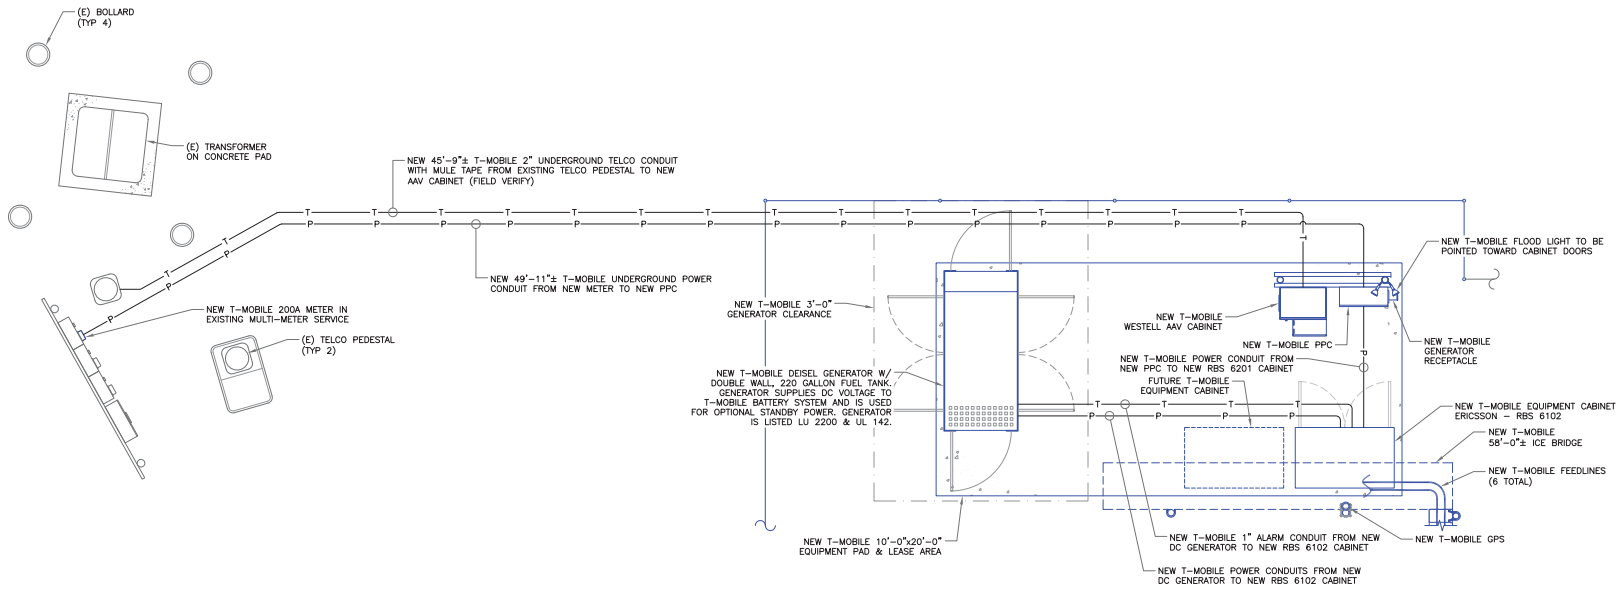 (E) BOLLARD
(TYP 4)
(E) TRANSFORMER
ON CONCRETE PAD
NEW 45'-9"± T-MOBILE 2" UNDERGROUND TELCO CONDUIT
WITH MULE TAPE FROM EXISTING TELCO PEDESTAL TO NEW
AAV CABINET (FIELD VERIFY)
T T T T T T T T T T T T T T T T
P P P P P P P P P P P P P P P P
T
T
P
P
P
NEW 49'-11"± T-MOBILE UNDERGROUND POWER
CONDUIT FROM NEW METER TO NEW PPC
NEW T-MOBILE 200A METER IN
EXISTING MULTI-METER SERVICE
(E) TELCO PEDESTAL
(TYP 2)
NEW T-MOBILE 3'-0"
GENERATOR CLEARANCE
NEW T-MOBILE DEISEL GENERATOR W/
DOUBLE WALL, 220 GALLON FUEL TANK.
GENERATOR SUPPLIES DC VOLTAGE TO
T-MOBILE BATTERY SYSTEM AND IS USED
FOR OPTIONAL STANDBY POWER. GENERATOR
IS LISTED LU 2200 & UL 142.
NEW T-MOBILE 10'-0"x20'-0"
EQUIPMENT PAD & LEASE AREA
T
NEW T-MOBILE FLOOD LIGHT TO BE
POINTED TOWARD CABINET DOORS
NEW T-MOBILE
WESTELL AAV CABINET
NEW T-MOBILE PPC
NEW T-MOBILE
GENERATOR
RECEPTACLE
P
NEW T-MOBILE POWER CONDUIT FROM
NEW PPC TO NEW RBS 6201 CABINET
FUTURE T-MOBILE
EQUIPMENT CABINET
T T T T
P P P P
NEW T-MOBILE EQUIPMENT CABINET
ERICSSON - RBS 6102
NEW T-MOBILE
58'-0"± ICE BRIDGE
NEW T-MOBILE FEEDLINES
(6 TOTAL)
NEW T-MOBILE GPS
NEW T-MOBILE 1" ALARM CONDUIT FROM NEW
DC GENERATOR TO NEW RBS 6102 CABINET
NEW T-MOBILE POWER CONDUITS FROM NEW
DC GENERATOR TO NEW RBS 6102 CABINET